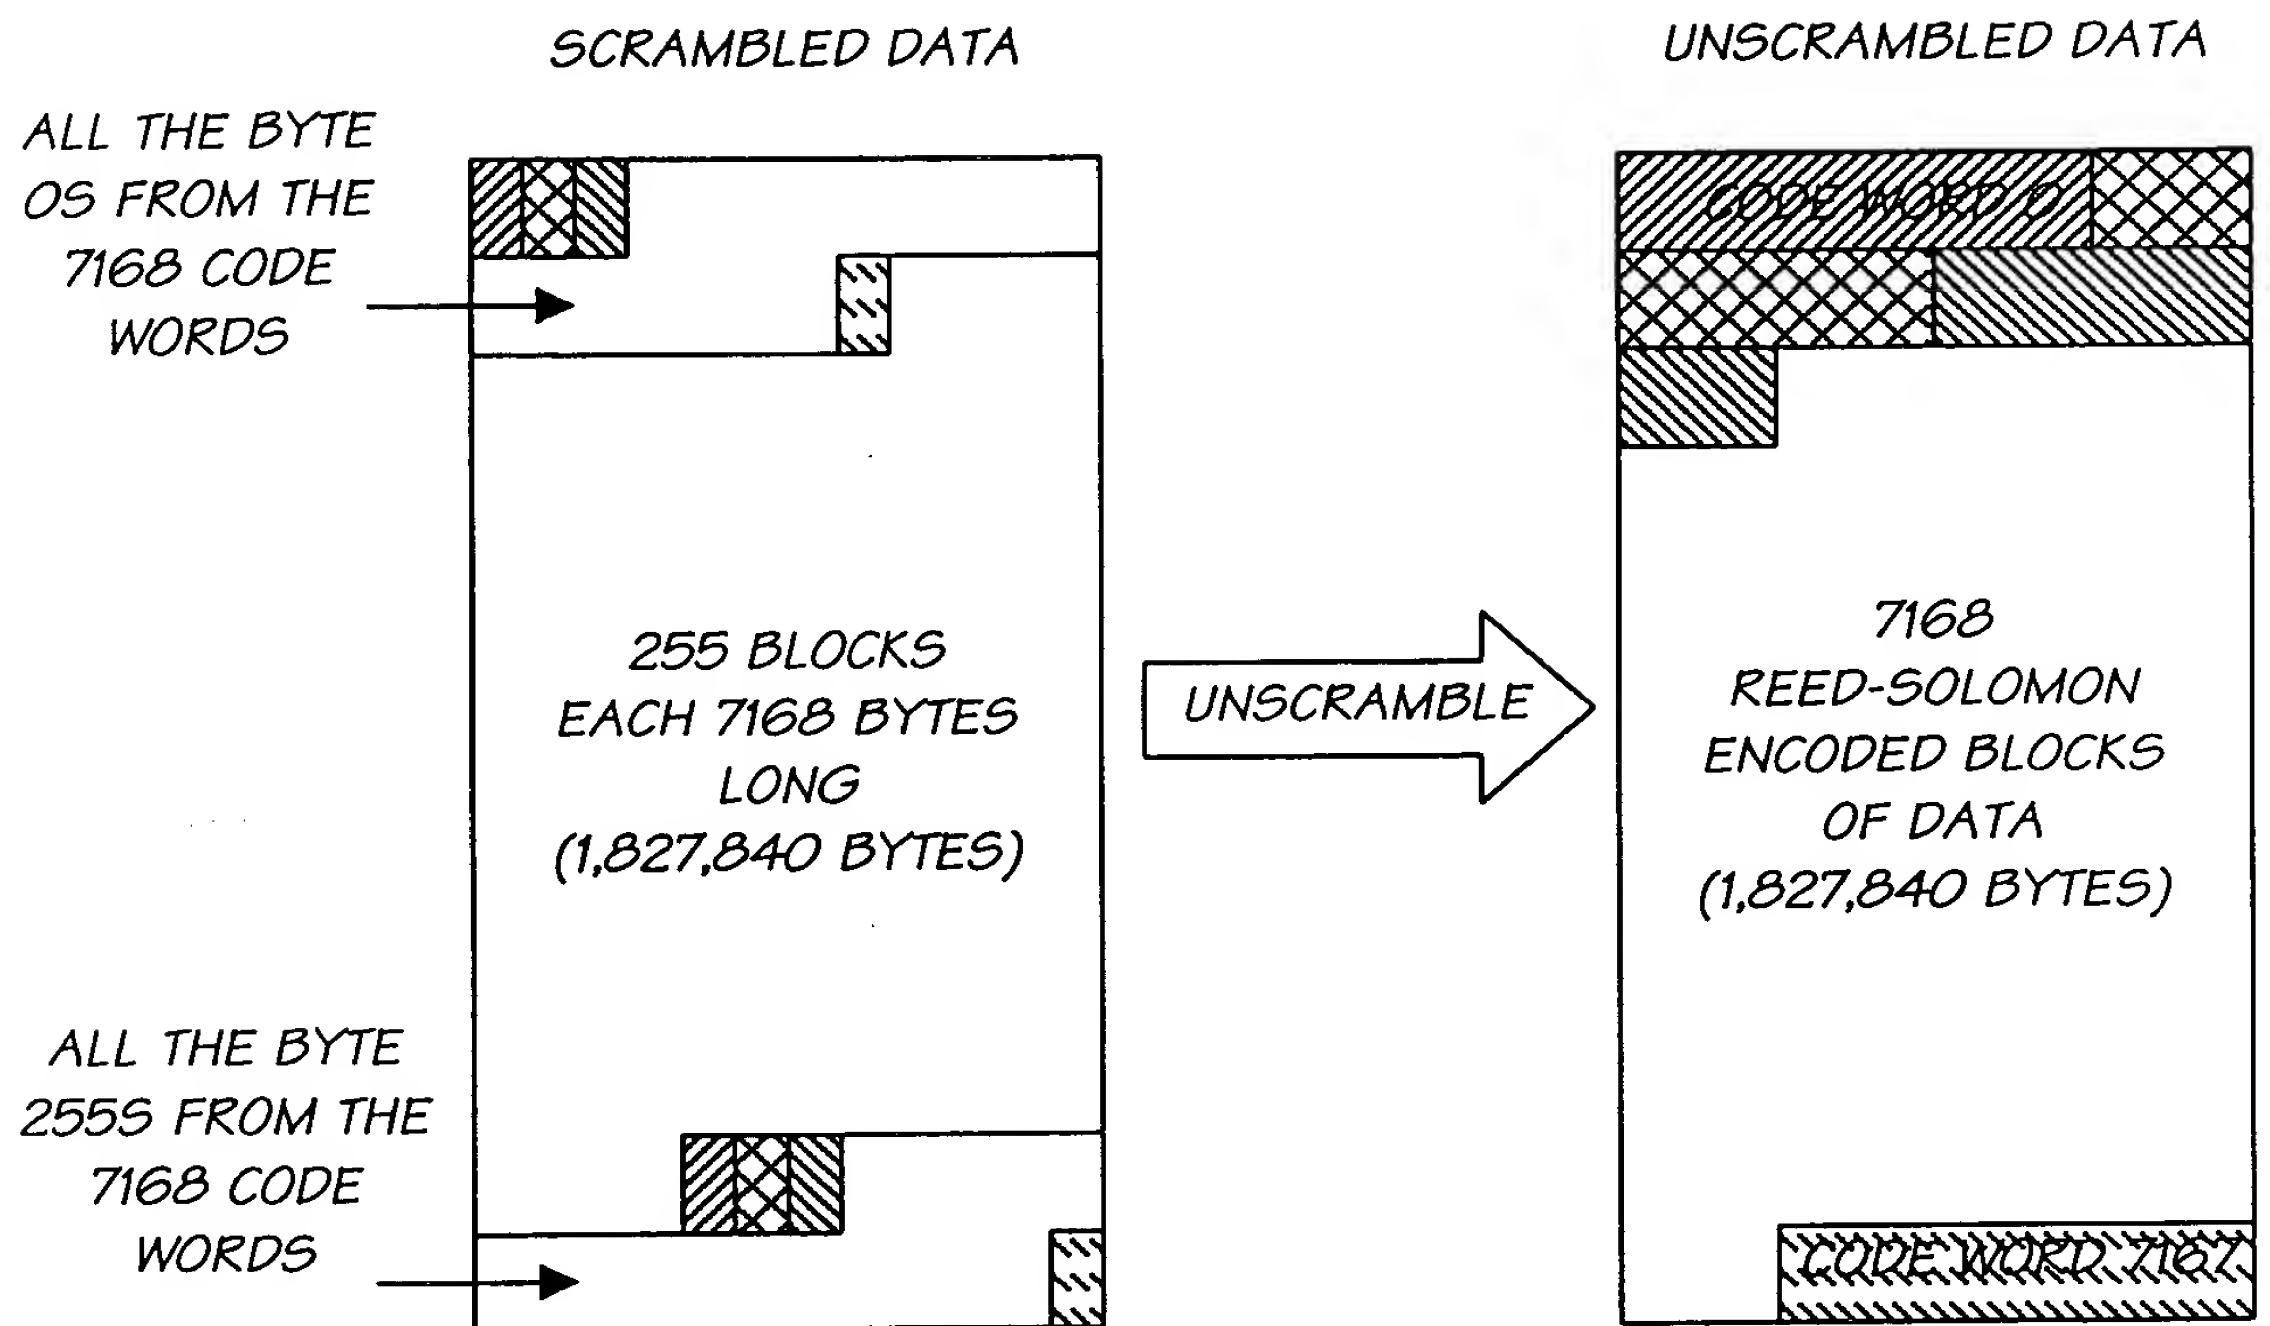 SCRAMBLED DATA
UNSCRAMBLED DATA
ALL THE BYTE
0S FROM THE
7168 CODE
WORDS
CODE WORD 0
255 BLOCKS
EACH 7168 BYTES
LONG
(1,827,840 BYTES)
UNSCRAMBLE
7168
REED-SOLOMON
ENCODED BLOCKS
OF DATA
(1,827,840 BYTES)
ALL THE BYTE
255S FROM THE
7168 CODE
WORDS
CODE WORD 7167